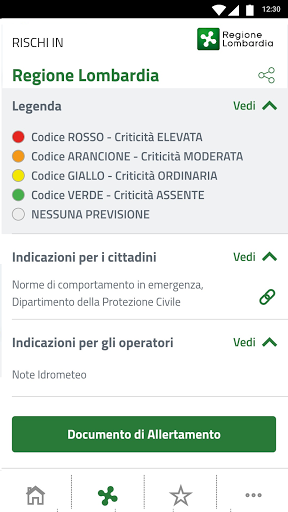 12:30
RISCHI IN
Regione
Lombardia
Regione Lombardia
Legenda Vedi
Codice ROSSO - Criticità ELEVATA
Codice ARANCIONE - Criticità MODERATA
Codice GIALLO - Criticità ORDINARIA
Codice VERDE - Criticità ASSENTE
NESSUNA PREVISIONE
Indicazioni per i cittadini Vedi
Norme di comportamento in emergenza,
Dipartimento della Protezione Civile
Indicazioni per gli operatori Vedi
Note Idrometeo
Documento di Allertamento